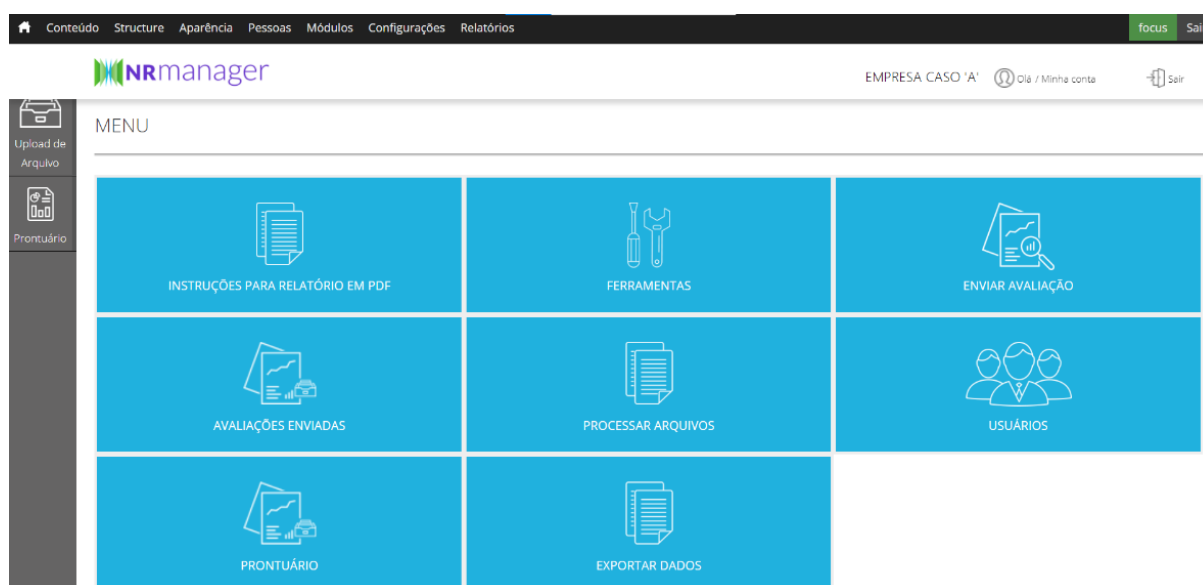 Conteúdo Structure Aparência Pessoas Módulos Configurações Relatórios focus
NRmanager EMPRESA CASO 'A' Olá / Minha conta Sair
Upload de
Arquivo
Prontuário
MENU
INSTRUÇÕES PARA RELATÓRIO EM PDF FERRAMENTAS ENVIAR AVALIAÇÃO
AVALIAÇÕES ENVIADAS PROCESSAR ARQUIVOS USUÁRIOS
PRONTUÁRIO EXPORTAR DADOS